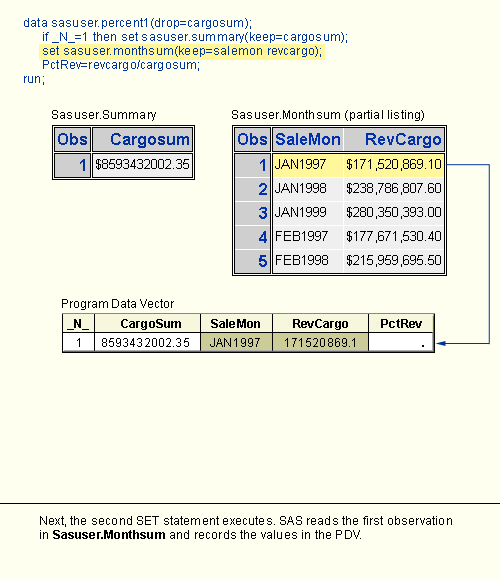 data sasuser.percent1(drop=cargosum);
if _N_=1 then set sasuser.summary(keep=cargosum);
set sasuser.monthsum(keep=salemon revcargo);
PctRev=revcargo/cargosum;
run;
Sasuser.Summary
Obs Cargosum
1 $8593432002.35
Sasuser.Monthsum (partial listing)
Obs SaleMon RevCargo
1 JAN1997 $171,520,869.10
2 JAN1998 $238,786,807.60
3 JAN1999 $280,350,393.00
4 FEB1997 $177,671,530.40
5 FEB1998 $215,959,695.50
Program Data Vector
_N_ CargoSum SaleMon RevCargo PctRev
1 8593432002.35 JAN1997 171520869.1 .
Next, the second SET statement executes. SAS reads the first observation
in Sasuser.Monthsum and records the values in the PDV.